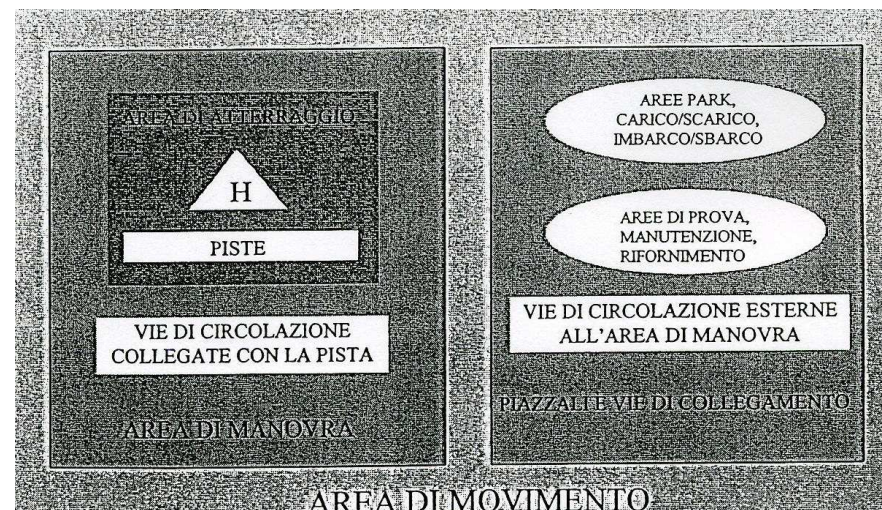 AREA DI ATTERRAGGIO
H
PISTE
VIE DI CIRCOLAZIONE
COLLEGATE CON LA PISTA
AREA DI MANOVRA
AREE PARK,
CARICO/SCARICO,
IMBARCO/SBARCO
AREE DI PROVA,
MANUTENZIONE,
RIFORNIMENTO
VIE DI CIRCOLAZIONE ESTERNE
ALL'AREA DI MANOVRA
PIAZZALI E VIE DI COLLEGAMENTO
AREA DI MOVIMENTO